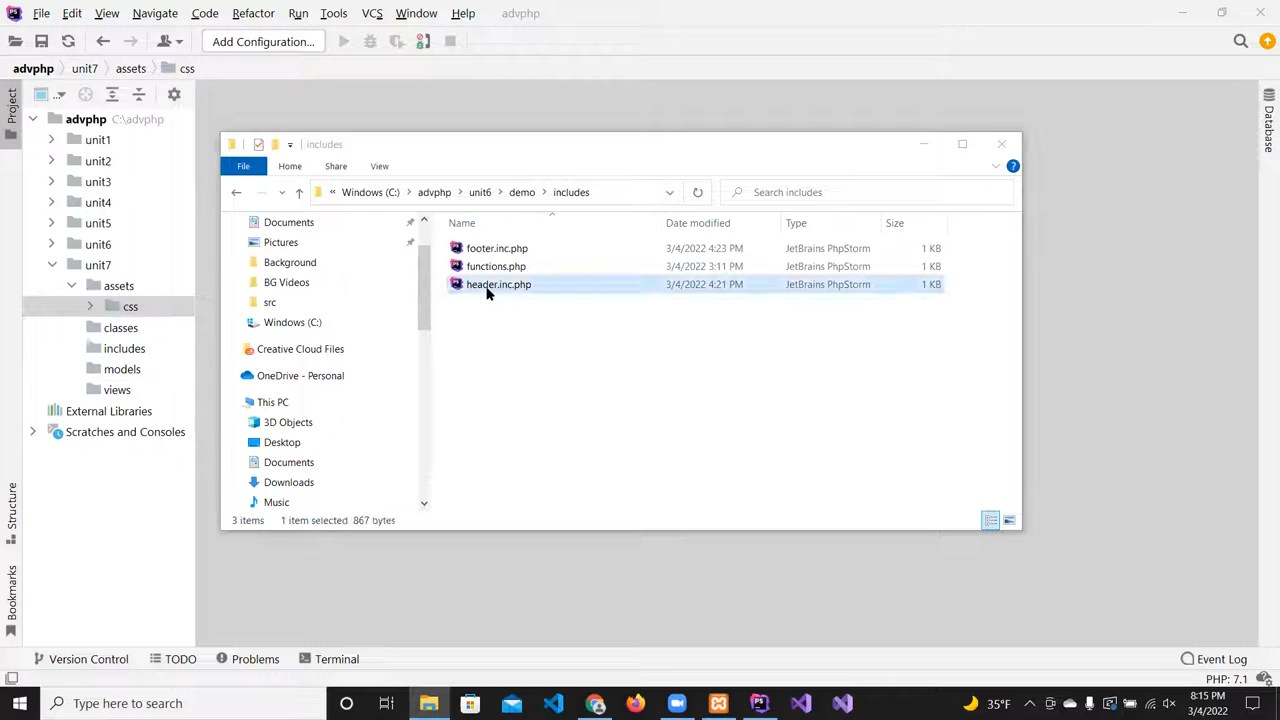 File Edit View Navigate Code Refactor Run Tools VCS Window Help advphp
Add Configuration...
advphp unit7 assets css
Project
...
advphp C:\advphp
unit1
unit2
unit3
unit4
unit5
unit6
unit7
assets
css
classes
includes
models
views
External Libraries
Scratches and Consoles
Structure
Bookmarks
Database
includes
File Home Share View
« Windows (C:) advphp unit6 demo includes
Search includes
Documents
Pictures
Background
BG Videos
src
Windows (C:)
Creative Cloud Files
OneDrive - Personal
This PC
3D Objects
Desktop
Documents
Downloads
Music
Name Date modified Type Size
footer.inc.php 3/4/2022 4:23 PM JetBrains PhpStorm 1 KB
functions.php 3/4/2022 3:11 PM JetBrains PhpStorm 1 KB
header.inc.php 3/4/2022 4:21 PM JetBrains PhpStorm 1 KB
3 items 1 item selected 867 bytes
Version Control TODO Problems Terminal Event Log
PHP: 7.1
Type here to search
35°F
8:15 PM
3/4/2022